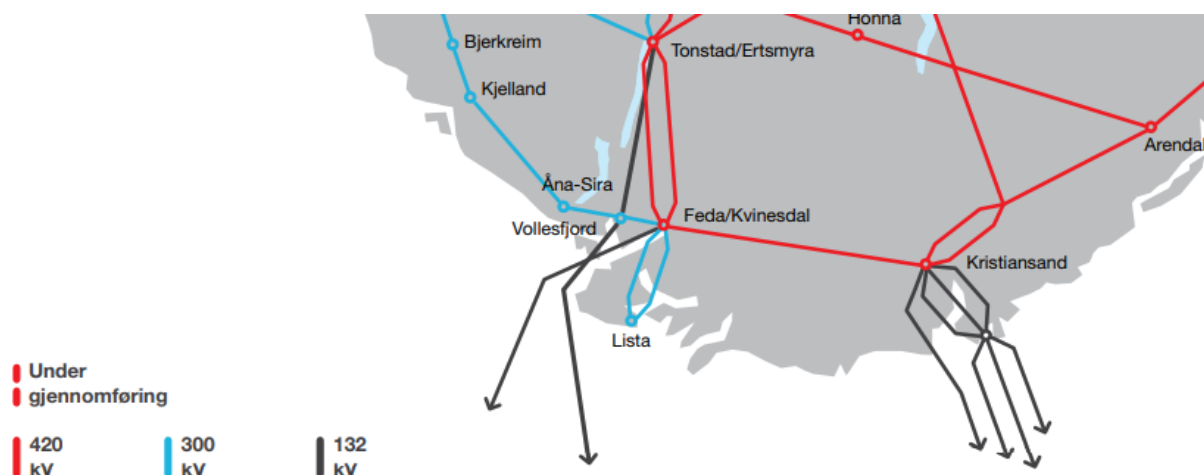 Honna
Bjerkreim
Tonstad/Ertsmyra
Kjelland
Arendal
Åna-Sira
Feda/Kvinesdal
Vollesfjord
Kristiansand
Lista
Under
gjennomføring
420
kV
300
kV
132
kV